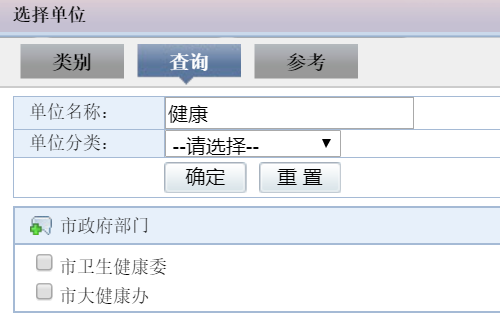 选择单位
类别 查询 参考
单位名称: 健康
单位分类: --请选择--
确定 重 置
市政府部门
市卫生健康委
市大健康办